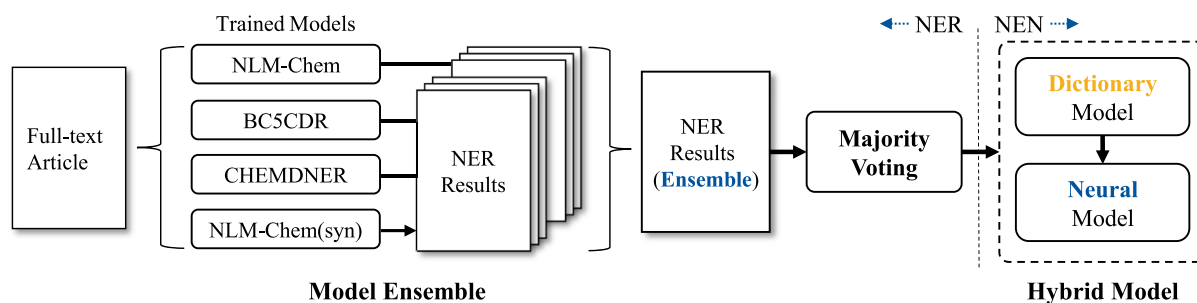 Trained Models
NER
NEN
Full-text
Article
NLM-Chem
BC5CDR
CHEMDNER
NLM-Chem(syn)
NER
Results
NER
Results
(Ensemble)
Majority
Voting
Dictionary
Model
Neural
Model
Model Ensemble
Hybrid Model